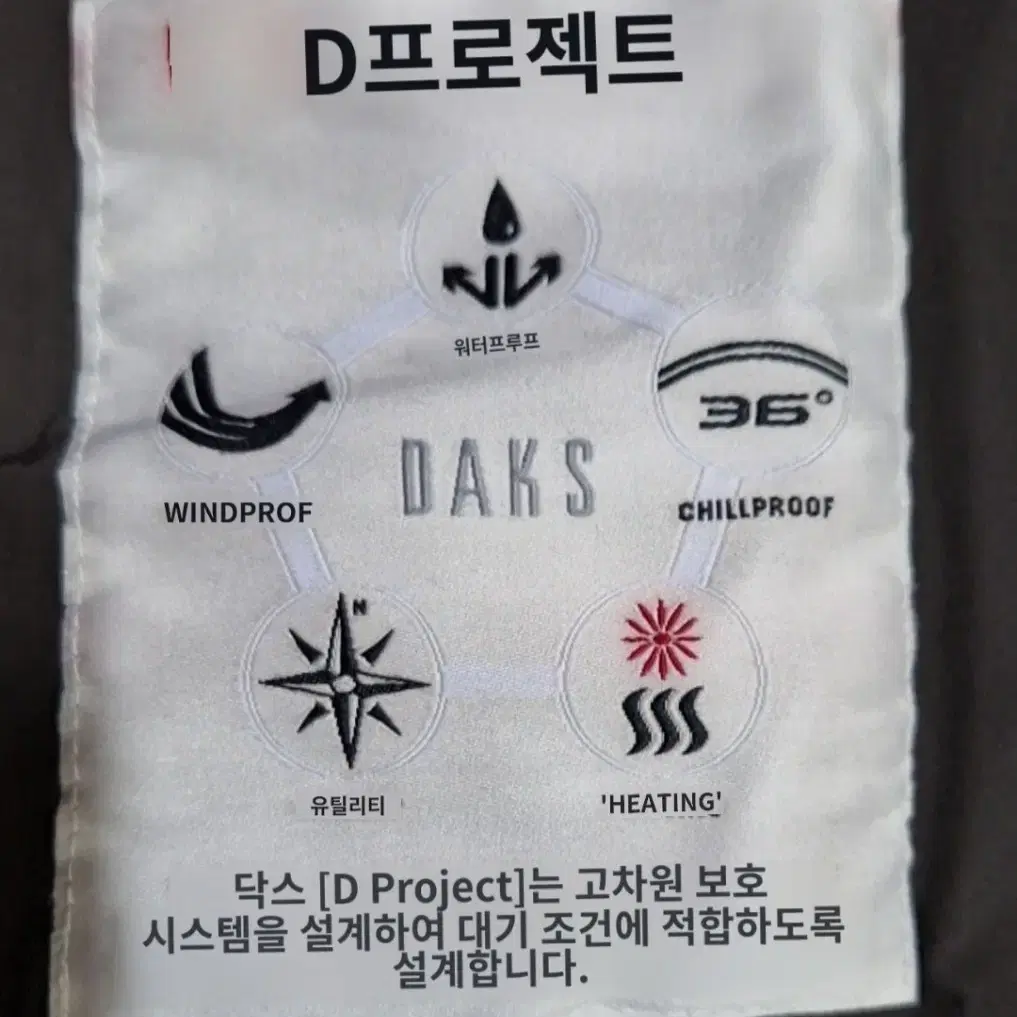 D프로젝트
워터프루프
36°
DAKS
WINDPROF
CHILLPROOF
N
유틸리티
'HEATING'
닥스 [D Project]는 고차원 보호
시스템을 설계하여 대기 조건에 적합하도록
설계합니다.